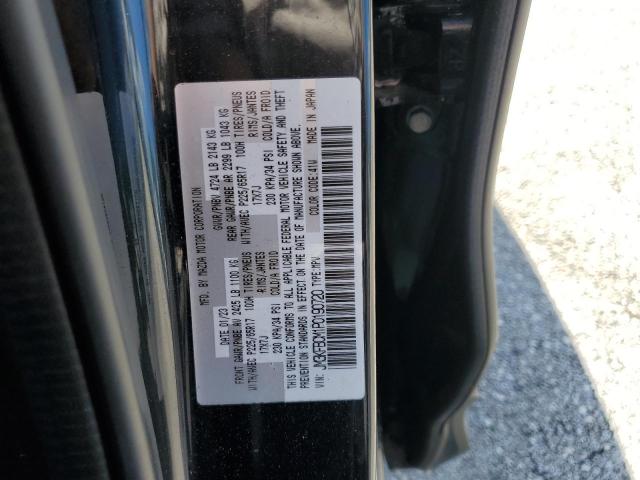 MFD. BY MAZDA MOTOR CORPORATION
DATE:01/23 GVWR/PNBV 4724 LB 2143 KG
FRONT GAWR/PNBE AV 2425 LB 1100 KG REAR GAWR/PNBE AR 2299 LB 1043 KG
WITH/AVEC P225/65R17 100H TIRES/PNEUS WITH/AVEC P225/65R17 100H TIRES/PNEUS
17X7J RIMS/JANTES 17X7J RIMS/JANTES
230 KPA/34 PSI COLD/A FROID 230 KPA/34 PSI COLD/A FROID
THIS VEHICLE CONFORMS TO ALL APPLICABLE FEDERAL MOTOR VEHICLE SAFETY AND THEFT
PREVENTION STANDARDS IN EFFECT ON THE DATE OF MANUFACTURE SHOWN ABOVE.
VIN: JM3KFBCM1P0190720 TYPE:MPV COLOR CODE:41W MADE IN JAPAN